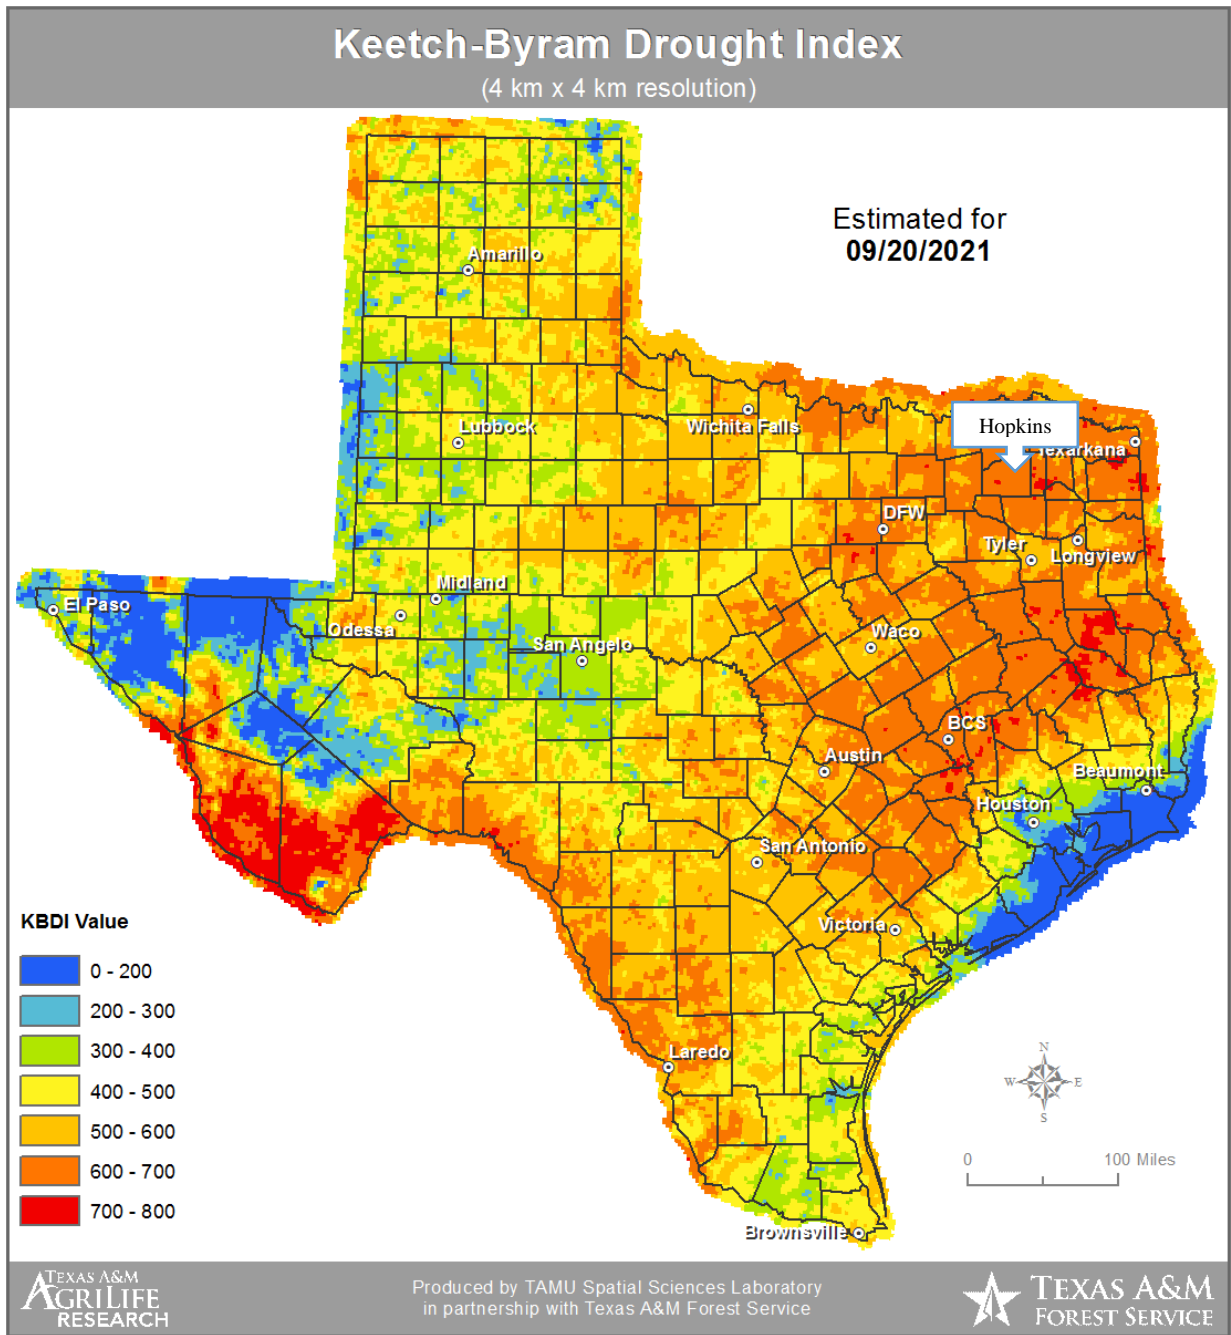 Keetch-Byram Drought Index
(4 km x 4 km resolution)
Estimated for
09/20/2021
Amarillo
Lubbock
Wichita Falls
Hopkins
Texarkana
DFW
Tyler
Longview
Midland
El Paso
Odessa
San Angelo
Waco
BCS
Austin
Beaumont
Houston
San Antonio
Victoria
Laredo
Brownsville
KBDI Value
0 - 200
200 - 300
300 - 400
400 - 500
500 - 600
600 - 700
700 - 800
N
W
E
S
0
100 Miles
TEXAS A&M
AGRILIFE
RESEARCH
Produced by TAMU Spatial Sciences Laboratory
in partnership with Texas A&M Forest Service
TEXAS A&M
FOREST SERVICE